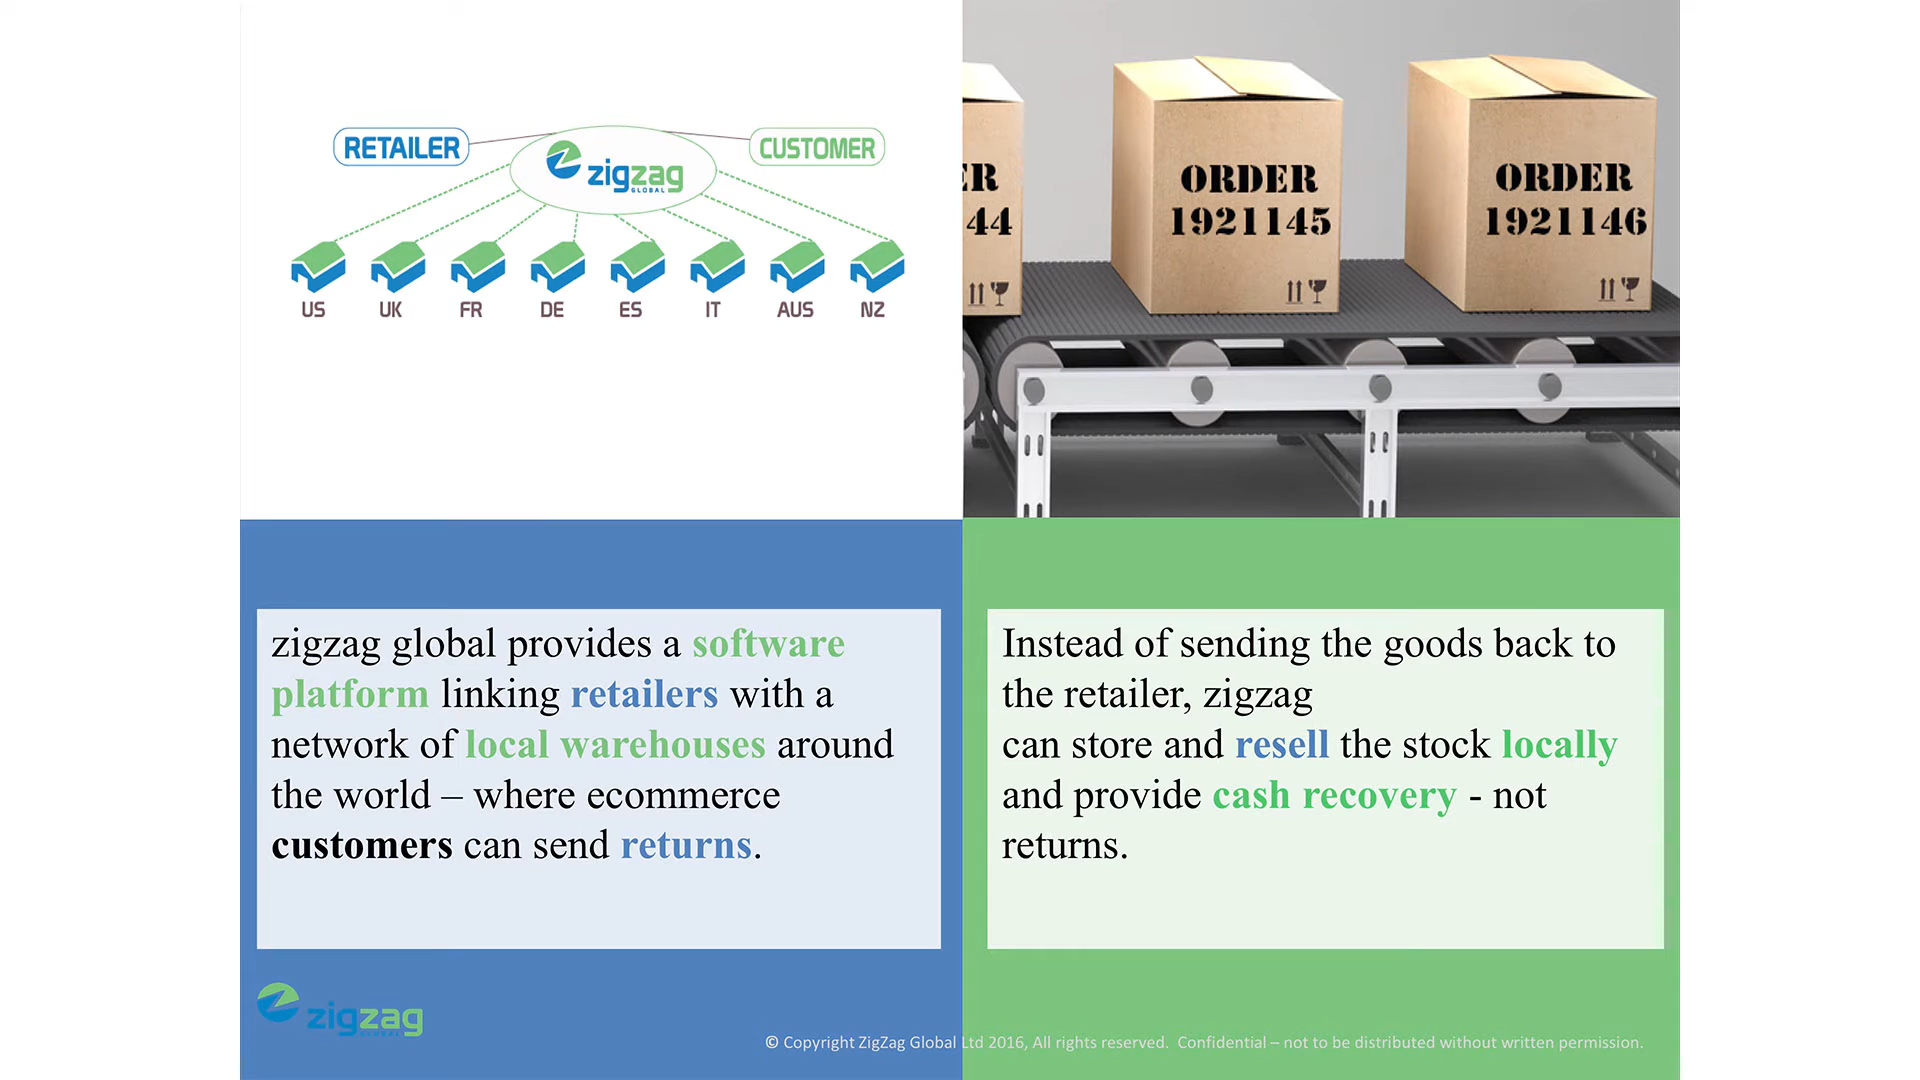 RETAILER
CUSTOMER
zigzag
GLOBAL
US UK FR DE ES IT AUS NZ
ER
44
ORDER
1921145
ORDER
1921146
zigzag global provides a software
platform linking retailers with a
network of local warehouses around
the world – where ecommerce
customers can send returns.
Instead of sending the goods back to
the retailer, zigzag
can store and resell the stock locally
and provide cash recovery - not
returns.
zigzag
GLOBAL
© Copyright ZigZag Global Ltd 2016, All rights reserved. Confidential – not to be distributed without written permission.